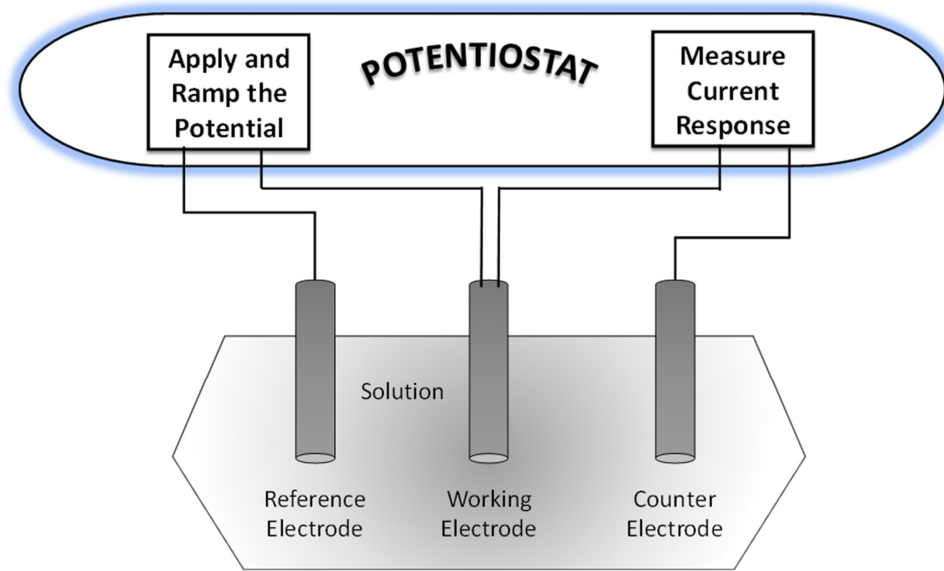 Apply and
Ramp the
Potential
POTENTIOSTAT
Measure
Current
Response
Solution
Reference
Electrode
Working
Electrode
Counter
Electrode